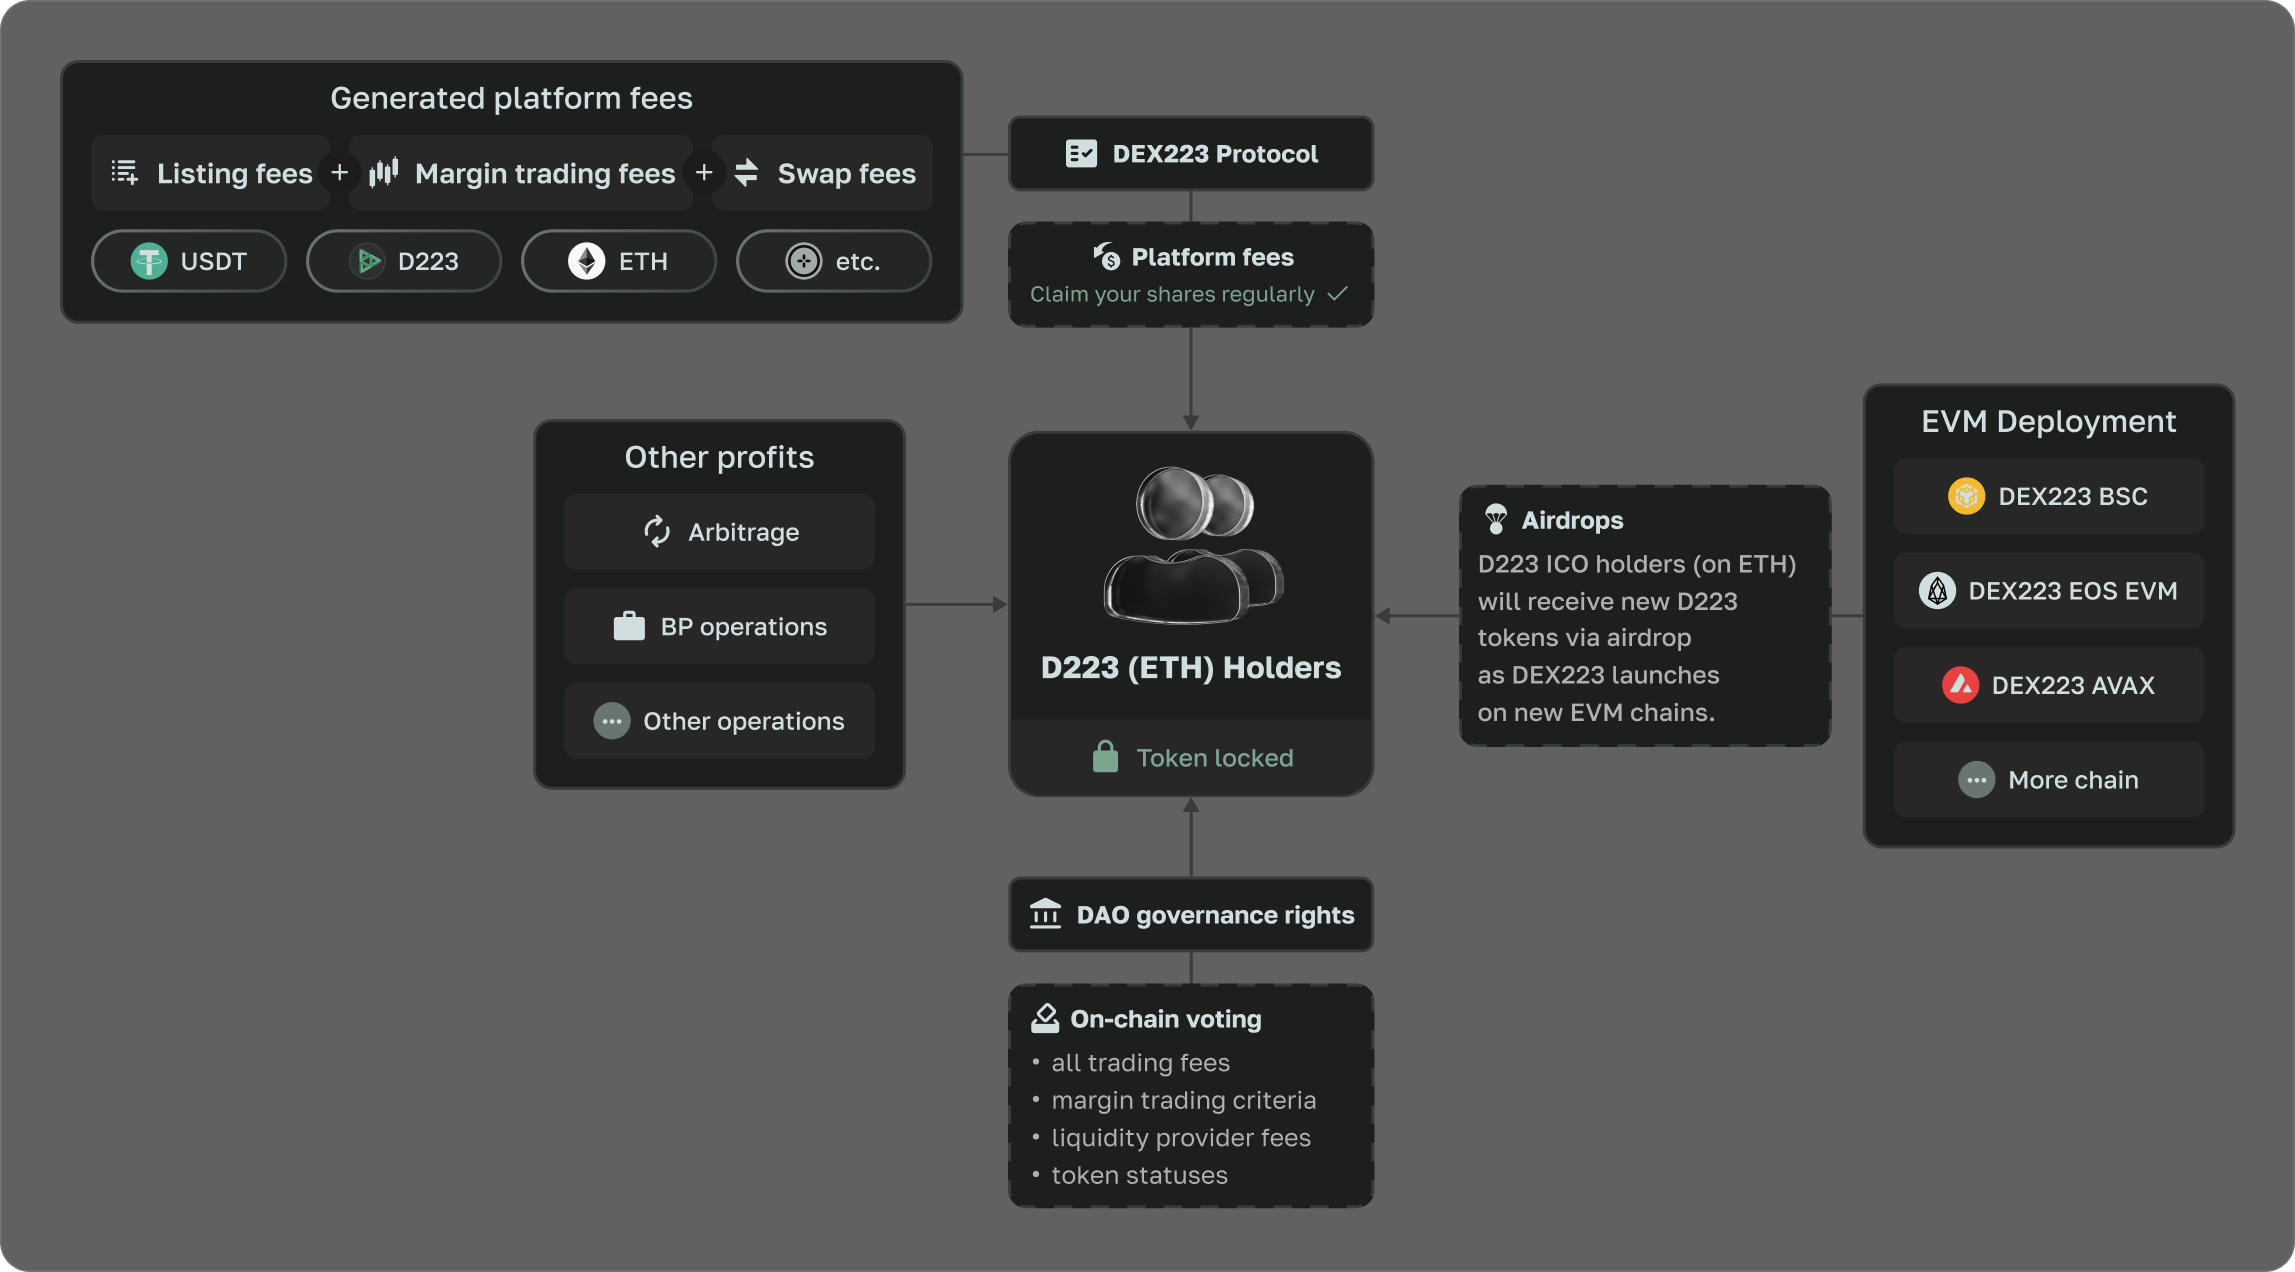 Generated platform fees
Listing fees + Margin trading fees + Swap fees
USDT D223 ETH etc.
DEX223 Protocol
Platform fees
Claim your shares regularly
Other profits
Arbitrage
BP operations
Other operations
D223 (ETH) Holders
Token locked
Airdrops
D223 ICO holders (on ETH)
will receive new D223
tokens via airdrop
as DEX223 launches
on new EVM chains.
EVM Deployment
DEX223 BSC
DEX223 EOS EVM
DEX223 AVAX
More chain
DAO governance rights
On-chain voting
• all trading fees
• margin trading criteria
• liquidity provider fees
• token statuses